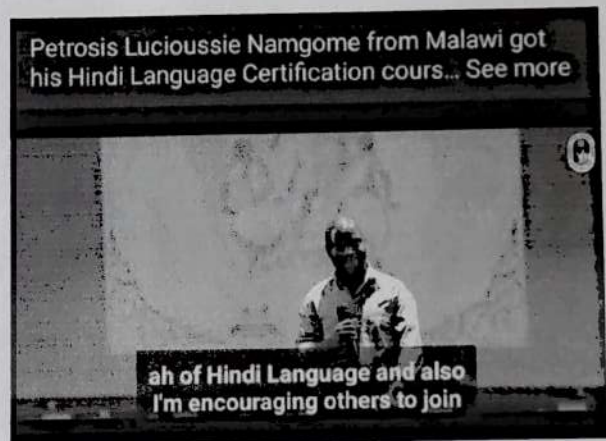 Petrosis Lucioussie Namgome from Malawi got
his Hindi Language Certification cours... See more
ah of Hindi Language and also
I'm encouraging others to join